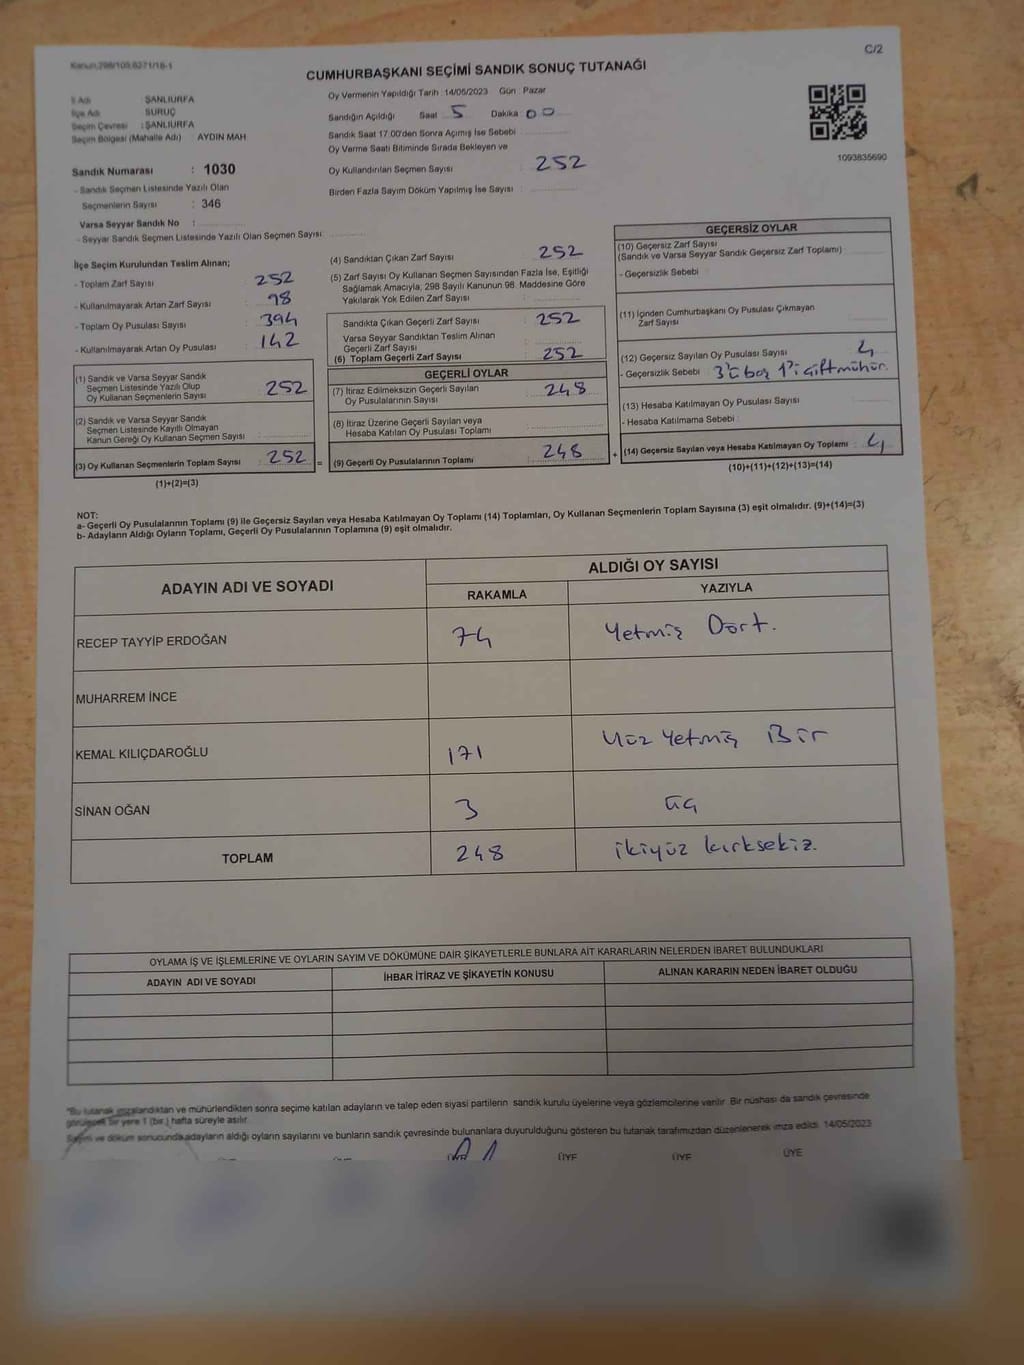 C/2
Kanun:298/109,6271/16-1
CUMHURBAŞKANI SEÇİMİ SANDIK SONUÇ TUTANAĞI
İl Adı : ŞANLIURFA
İlçe Adı : SURUÇ
Seçim Çevresi : ŞANLIURFA
Seçim Bölgesi (Mahalle Adı) : AYDIN MAH
Sandık Numarası : 1030
- Sandık Seçmen Listesinde Yazılı Olan
Seçmenlerin Sayısı : 346
Varsa Seyyar Sandık No :
- Seyyar Sandık Seçmen Listesinde Yazılı Olan Seçmen Sayısı
Oy Vermenin Yapıldığı Tarih : 14/05/2023 Gün : Pazar
Sandığın Açıldığı Saat 5 Dakika 00
Sandık Saat 17:00'den Sonra Açımış İse Sebebi
Oy Verme Saati Bitiminde Sırada Bekleyen ve
Oy Kullandırılan Seçmen Sayısı : 252
Birden Fazla Sayım Döküm Yapılmış İse Sayısı :
1093835690
İlçe Seçim Kurulundan Teslim Alınan;
- Toplam Zarf Sayısı : 252
- Kullanılmayarak Artan Zarf Sayısı : 98
- Toplam Oy Pusulası Sayısı : 394
- Kullanılmayarak Artan Oy Pusulası : 142
(1) Sandık ve Varsa Seyyar Sandık
Seçmen Listesinde Yazılı Olup
Oy Kullanan Seçmenlerin Sayısı : 252
(2) Sandık ve Varsa Seyyar Sandık
Seçmen Listesinde Kayıtlı Olmayan
Kanun Gereği Oy Kullanan Seçmen Sayısı :
(3) Oy Kullanan Seçmenlerin Toplam Sayısı : 252 =
(1)+(2)=(3)
(4) Sandıktan Çıkan Zarf Sayısı : 252
(5) Zarf Sayısı Oy Kullanan Seçmen Sayısından Fazla İse, Eşitliği
Sağlamak Amacıyla, 298 Sayılı Kanunun 98. Maddesine Göre
Yakılarak Yok Edilen Zarf Sayısı :
Sandıkta Çıkan Geçerli Zarf Sayısı : 252
Varsa Seyyar Sandıktan Teslim Alınan
Geçerli Zarf Sayısı :
(6) Toplam Geçerli Zarf Sayısı : 252
GEÇERLİ OYLAR
(7) İtiraz Edilmeksizin Geçerli Sayılan
Oy Pusulalarının Sayısı : 248
(8) İtiraz Üzerine Geçerli Sayılan veya
Hesaba Katılan Oy Pusulası Toplamı :
(9) Geçerli Oy Pusulalarının Toplamı : 248 +
GEÇERSİZ OYLAR
(10) Geçersiz Zarf Sayısı
(Sandık ve Varsa Seyyar Sandık Geçersiz Zarf Toplamı)
- Geçersizlik Sebebi
(11) İçinden Cumhurbaşkanı Oy Pusulası Çıkmayan
Zarf Sayısı
(12) Geçersiz Sayılan Oy Pusulası Sayısı : 4
- Geçersizlik Sebebi 3'ü boş 1'i çiftmühür.
(13) Hesaba Katılmayan Oy Pusulası Sayısı
- Hesaba Katılmama Sebebi
(14) Geçersiz Sayılan veya Hesaba Katılmayan Oy Toplamı : 4
(10)+(11)+(12)+(13)=(14)
NOT:
a- Geçerli Oy Pusulalarının Toplamı (9) ile Geçersiz Sayılan veya Hesaba Katılmayan Oy Toplamı (14) Toplamları, Oy Kullanan Seçmenlerin Toplam Sayısına (3) eşit olmalıdır. (9)+(14)=(3)
b- Adayların Aldığı Oyların Toplamı, Geçerli Oy Pusulalarının Toplamına (9) eşit olmalıdır.
ADAYIN ADI VE SOYADI ALDIĞI OY SAYISI
RAKAMLA YAZIYLA
RECEP TAYYİP ERDOĞAN 74 Yetmiş Dört.
MUHARREM İNCE
KEMAL KILIÇDAROĞLU 171 Yüz Yetmiş Bir
SİNAN OĞAN 3 üç
TOPLAM 248 ikiyüz kırksekiz.
OYLAMA İŞ VE İŞLEMLERİNE VE OYLARIN SAYIM VE DÖKÜMÜNE DAİR ŞİKAYETLERLE BUNLARA AİT KARARLARIN NELERDEN İBARET BULUNDUKLARI
ADAYIN ADI VE SOYADI İHBAR İTİRAZ VE ŞİKAYETİN KONUSU ALINAN KARARIN NEDEN İBARET OLDUĞU
"Bu tutanak imzalandıktan ve mühürlendikten sonra seçime katılan adayların ve talep eden siyasi partilerin sandık kurulu üyelerine veya gözlemcilerine verilir. Bir nüshası da sandık çevresinde
görülecek bir yere 1 (bir) hafta süreyle asılır.
Sayım ve döküm sonucunda adayların aldığı oyların sayılarını ve bunların sandık çevresinde bulunanlara duyurulduğunu gösteren bu tutanak tarafımızdan düzenlenerek imza edildi. 14/05/2023
ÜYE ÜYE ÜYE